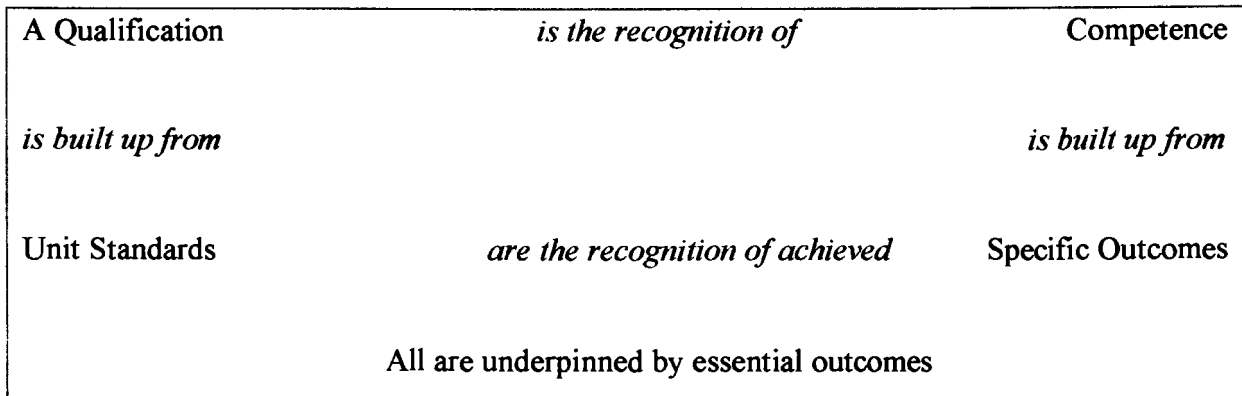 A Qualification is the recognition of Competence
is built up from is built up from
Unit Standards are the recognition of achieved Specific Outcomes
All are underpinned by essential outcomes